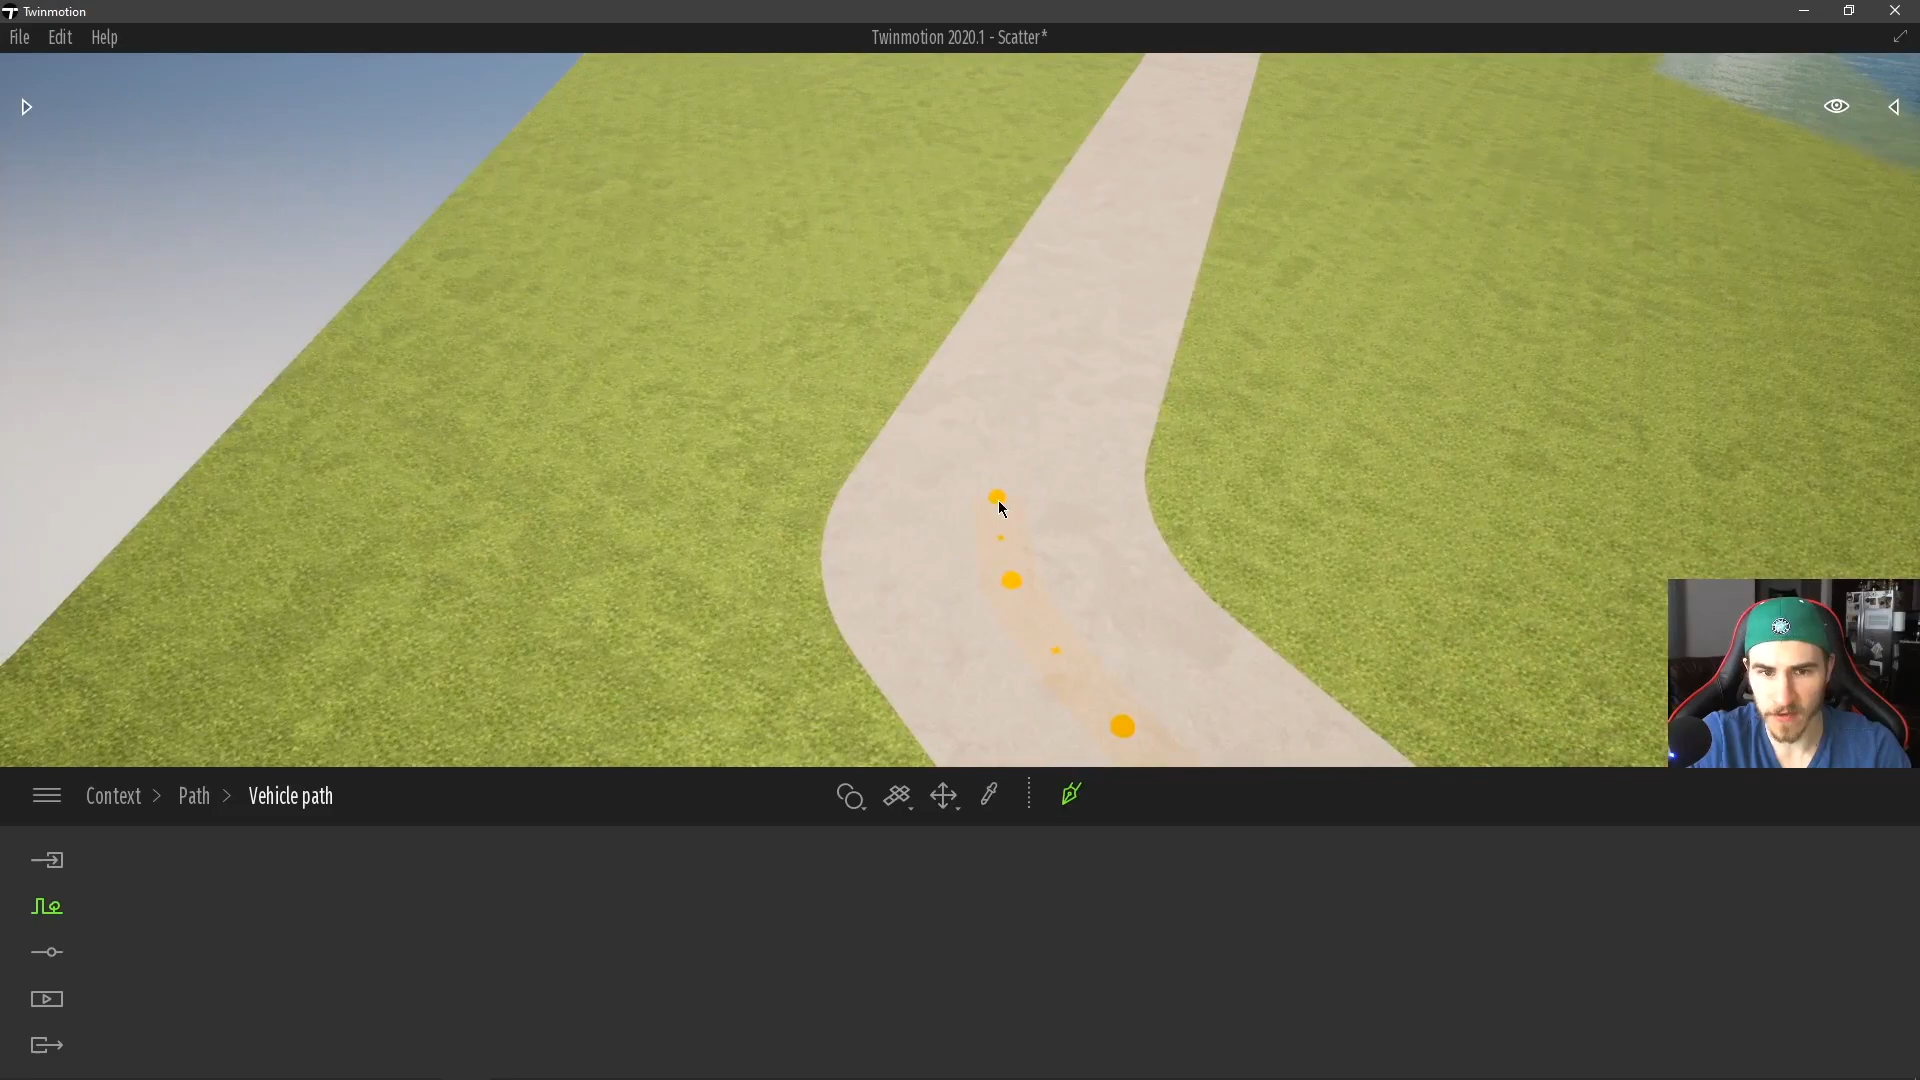 Twinmotion
File Edit Help
Twinmotion 2020.1 - Scatter*
Context > Path > Vehicle path